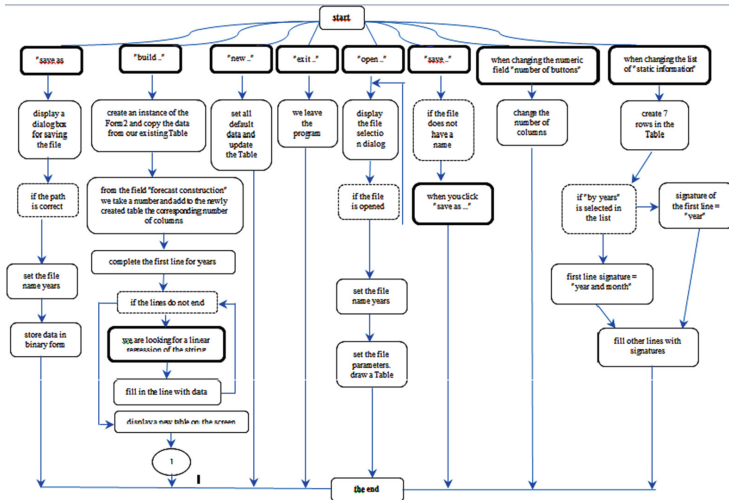 start
"save as
"build .."
"new .."
"exit .."
"open .."
"save .."
when changing the numeric
field "number of buttons"
when changing the list
of "static information"
display a
dialog box
for saving
the file
create an instance of the
Form 2 and copy the data
from our existing Table
set all
default
data and
update
the Table
we leave
the
program
display
the file
selectio
n dialog
if the file
does not
have a
name
change
the
number of
columns
create 7
rows in the
Table
if the path
is correct
from the field "forecast construction"
we take a number and add to the newly
created table the corresponding number
of columns
if the file
is opened
when you click
"save as ..."
if "by years"
is selected in
the list
signature of
the first line =
"year"
set the file
name years
complete the first line for years
set the file
name years
first line signature =
"year and month"
if the lines do not end
store data in
binary form
we are looking for a linear
regression of the string
set the file
parameters.
draw a Table
fill other lines with
signatures
fill in the line with data
display a new table on the screen
1
the end